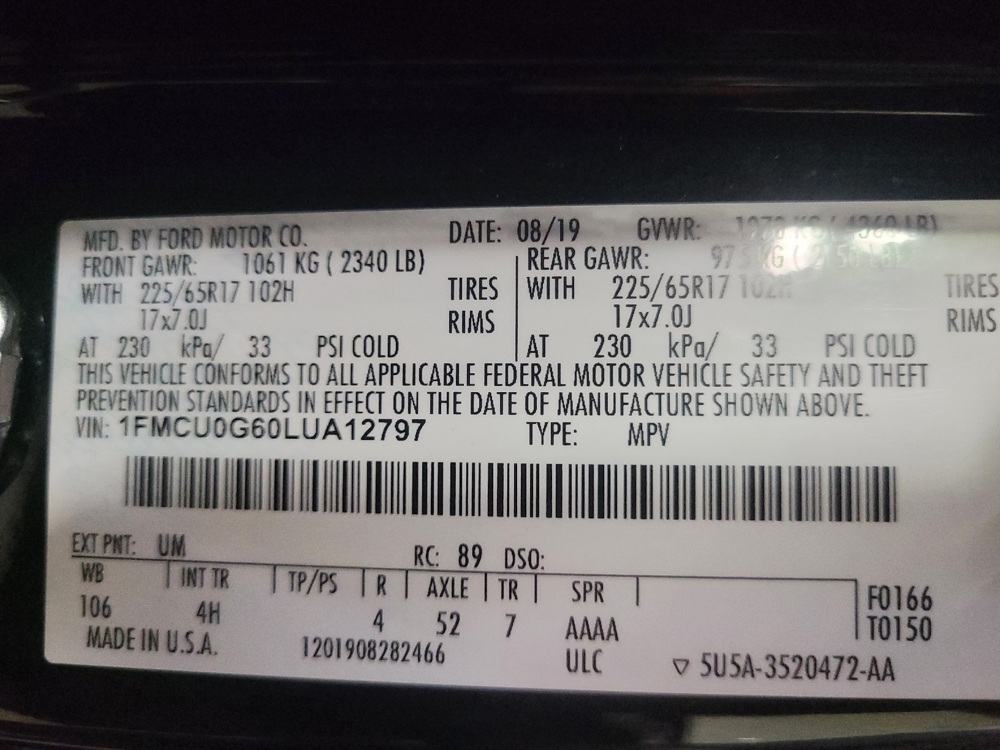 MFD. BY FORD MOTOR CO. DATE: 08/19 GVWR: KG ( 4360 LB)
FRONT GAWR: 1061 KG ( 2340 LB) REAR GAWR: KG
WITH 225/65R17 102H TIRES WITH 225/65R17 102H TIRES
17x7.0J RIMS 17x7.0J RIMS
AT 230 kPa/ 33 PSI COLD AT 230 kPa/ 33 PSI COLD
THIS VEHICLE CONFORMS TO ALL APPLICABLE FEDERAL MOTOR VEHICLE SAFETY AND THEFT
PREVENTION STANDARDS IN EFFECT ON THE DATE OF MANUFACTURE SHOWN ABOVE.
VIN: 1FMCU0G60LUA12797 TYPE: MPV
EXT PNT: UM RC: 89 DSO:
WB INT TR TP/PS R AXLE TR SPR F0166
106 4H 4 52 7 AAAA T0150
MADE IN U.S.A. 1201908282466 ULC ▽ 5U5A-3520472-AA